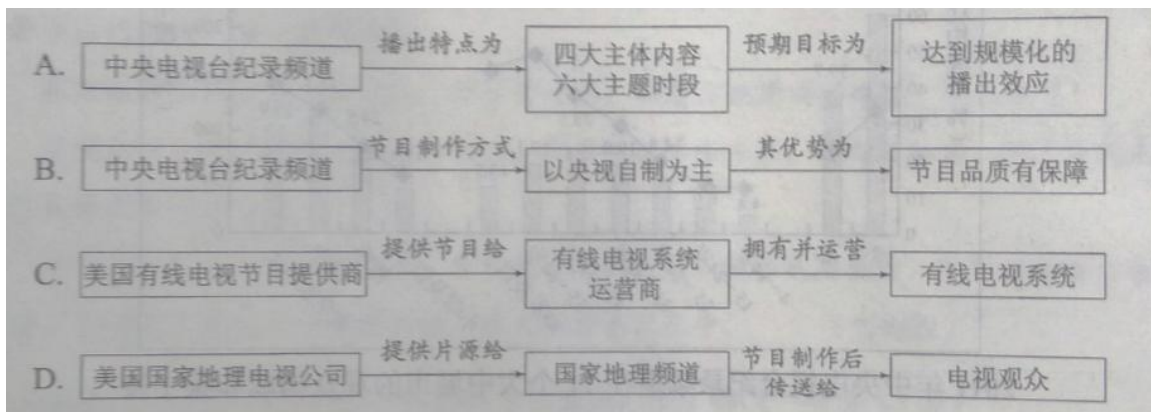 A. 中央电视台纪录频道 播出特点为 四大主体内容 预期目标为 达到规模化的
六大主题时段 播出效应
B. 中央电视台纪录频道 节目制作方式 以央视自制为主 其优势为 节目品质有保障
C. 美国有线电视节目提供商 提供节目给 有线电视系统 拥有并运营 有线电视系统
运营商
D. 美国国家地理电视公司 提供片源给 国家地理频道 节目制作后 电视观众
传送给